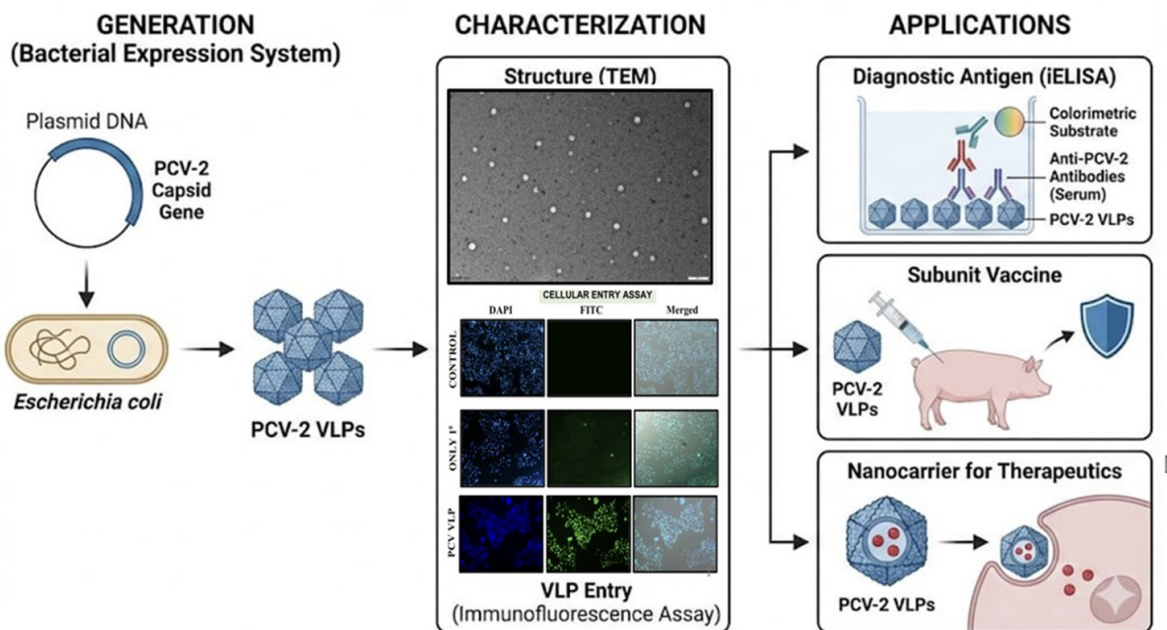 GENERATION
(Bacterial Expression System)
Plasmid DNA
PCV-2
Capsid
Gene
Escherichia coli
PCV-2 VLPs
CHARACTERIZATION
Structure (TEM)
CELLULAR ENTRY ASSAY
DAPI
FITC
Merged
CONTROL
ONLY 1°
PCV VLP
VLP Entry
(Immunofluorescence Assay)
APPLICATIONS
Diagnostic Antigen (iELISA)
Colorimetric
Substrate
Anti-PCV-2
Antibodies
(Serum)
PCV-2 VLPs
Subunit Vaccine
PCV-2
VLPs
Nanocarrier for Therapeutics
PCV-2 VLPs